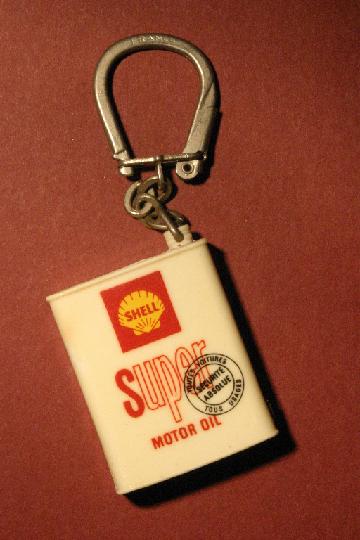 SHELL
Super
MOTOR OIL
TOUTES VOITURES
SÉCURITÉ
ABSOLUE
TOUS USAGES